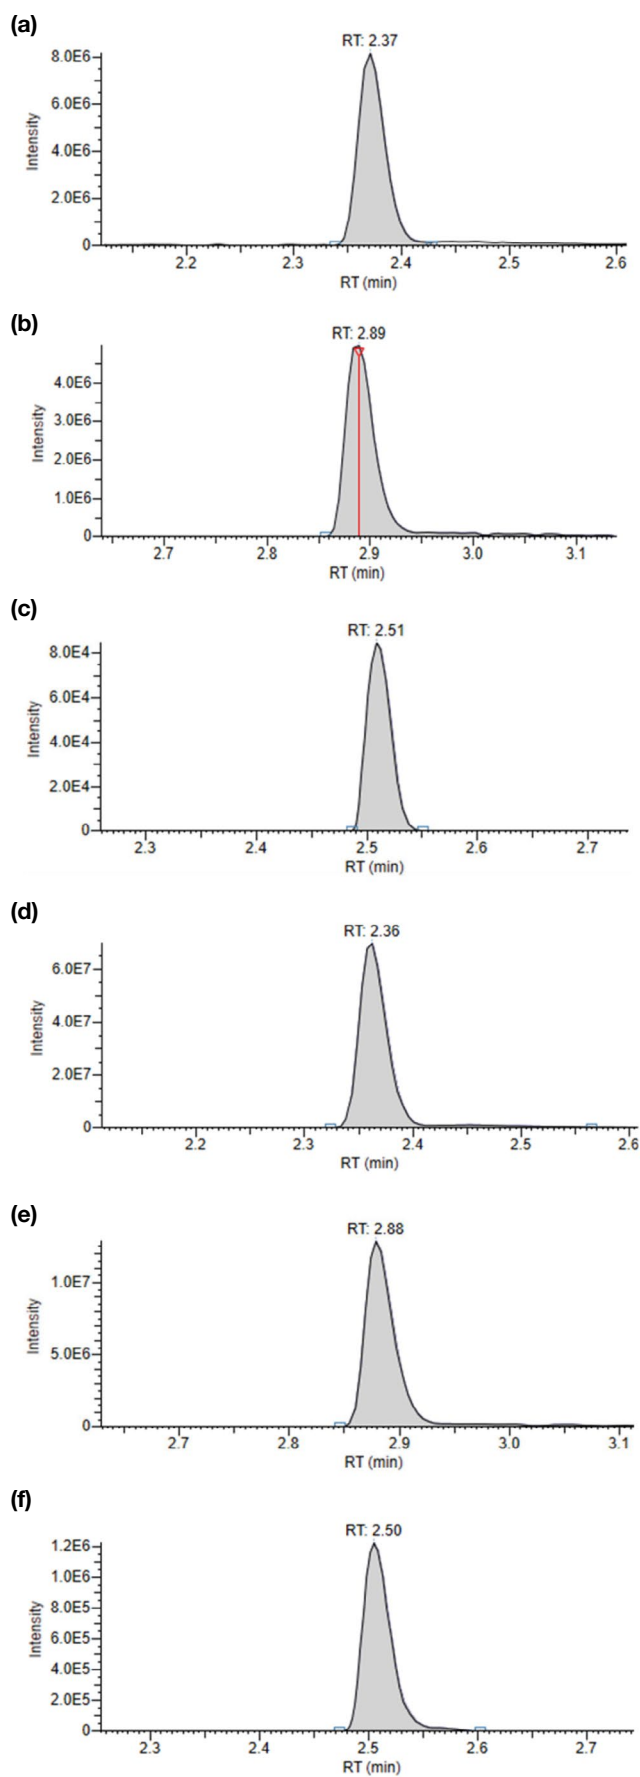 (a)
RT: 2.37
8.0E6
6.0E6
4.0E6
2.0E6
0
Intensity
2.2 2.3 2.4 2.5 2.6
RT (min)
(b)
RT: 2.89
4.0E6
3.0E6
2.0E6
1.0E6
0
Intensity
2.7 2.8 2.9 3.0 3.1
RT (min)
(c)
RT: 2.51
8.0E4
6.0E4
4.0E4
2.0E4
0
Intensity
2.3 2.4 2.5 2.6 2.7
RT (min)
(d)
RT: 2.36
6.0E7
4.0E7
2.0E7
0
Intensity
2.2 2.3 2.4 2.5 2.6
RT (min)
(e)
RT: 2.88
1.0E7
5.0E6
0
Intensity
2.7 2.8 2.9 3.0 3.1
RT (min)
(f)
RT: 2.50
1.2E6
1.0E6
8.0E5
6.0E5
4.0E5
2.0E5
0
Intensity
2.3 2.4 2.5 2.6 2.7
RT (min)